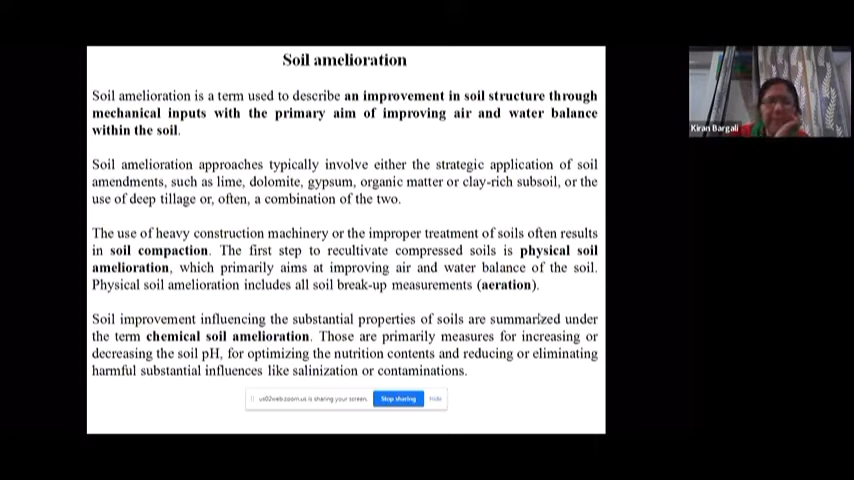 Soil amelioration
Soil amelioration is a term used to describe an improvement in soil structure through
mechanical inputs with the primary aim of improving air and water balance
within the soil.
Soil amelioration approaches typically involve either the strategic application of soil
amendments, such as lime, dolomite, gypsum, organic matter or clay-rich subsoil, or the
use of deep tillage or, often, a combination of the two.
The use of heavy construction machinery or the improper treatment of soils often results
in soil compaction. The first step to recultivate compressed soils is physical soil
amelioration, which primarily aims at improving air and water balance of the soil.
Physical soil amelioration includes all soil break-up measurements (aeration).
Soil improvement influencing the substantial properties of soils are summarized under
the term chemical soil amelioration. Those are primarily measures for increasing or
decreasing the soil pH, for optimizing the nutrition contents and reducing or eliminating
harmful substantial influences like salinization or contaminations.
us02web.zoom.us is sharing your screen. Stop sharing Hide
Kiran Bargali